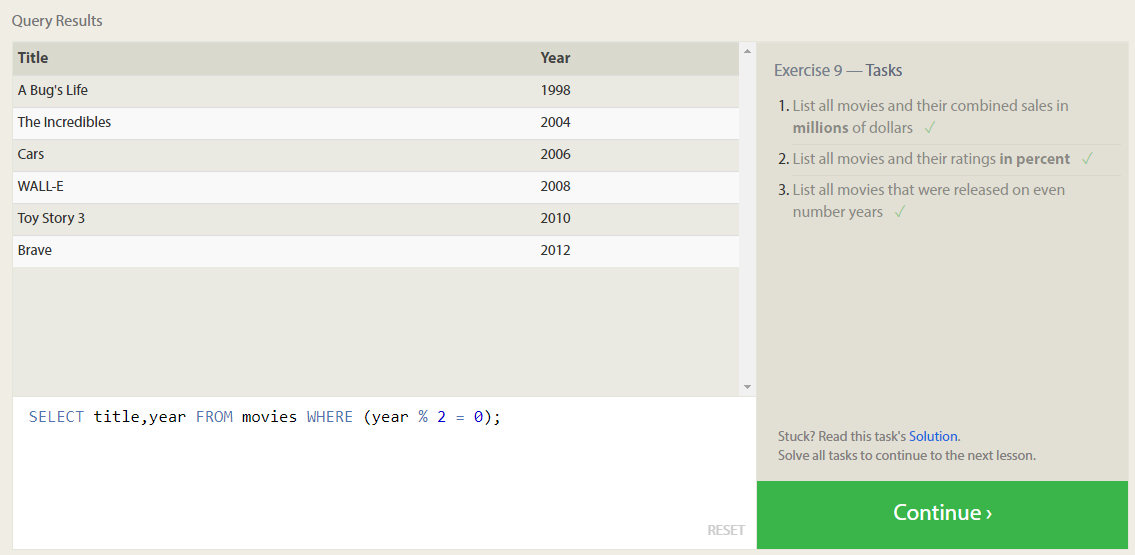 Query Results
Title Year
A Bug's Life 1998
The Incredibles 2004
Cars 2006
WALL-E 2008
Toy Story 3 2010
Brave 2012
SELECT title,year FROM movies WHERE (year % 2 = 0);
RESET
Exercise 9 — Tasks
1. List all movies and their combined sales in
millions of dollars ✓
2. List all movies and their ratings in percent ✓
3. List all movies that were released on even
number years ✓
Stuck? Read this task's Solution.
Solve all tasks to continue to the next lesson.
Continue ›